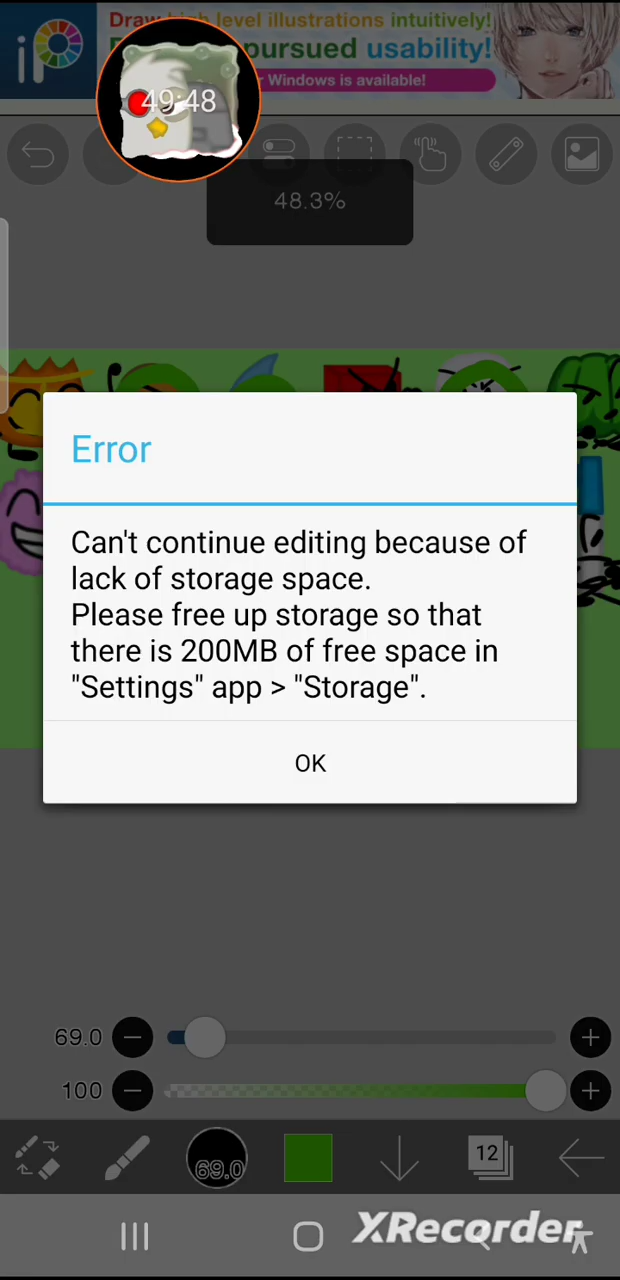 Draw high level illustrations intuitively!
pursued usability!
r Windows is available!
iP
49:48
48.3%
Error
Can't continue editing because of
lack of storage space.
Please free up storage so that
there is 200MB of free space in
"Settings" app > "Storage".
OK
69.0
100
69.0
12
XRecorder